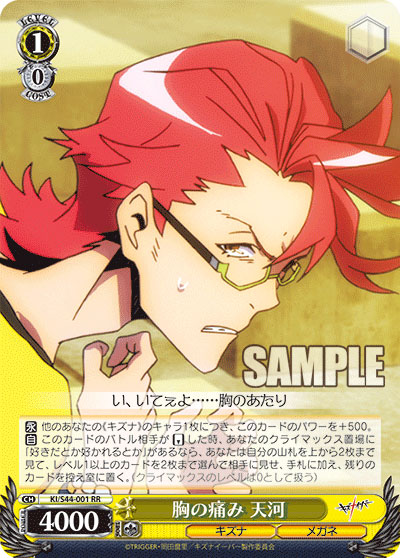 LEVEL
1
0
COST
SAMPLE
い、いてぇよ……胸のあたり
永 他のあなたの《キズナ》のキャラ1枚につき、このカードのパワーを+500。
自 このカードのバトル相手が した時、あなたのクライマックス置場に
「好きだとか好かれるとか」があるなら、あなたは自分の山札を上から2枚まで
見て、レベル1以上のカードを2枚まで選んで相手に見せ、手札に加え、残りの
カードを控室に置く。(クライマックスのレベルは0として扱う)
CH KI/S44-001 RR
4000
胸の痛み 天河
キズナ メガネ
キズナイーバー
©TRIGGER・岡田麿里/キズナイーバー製作委員会